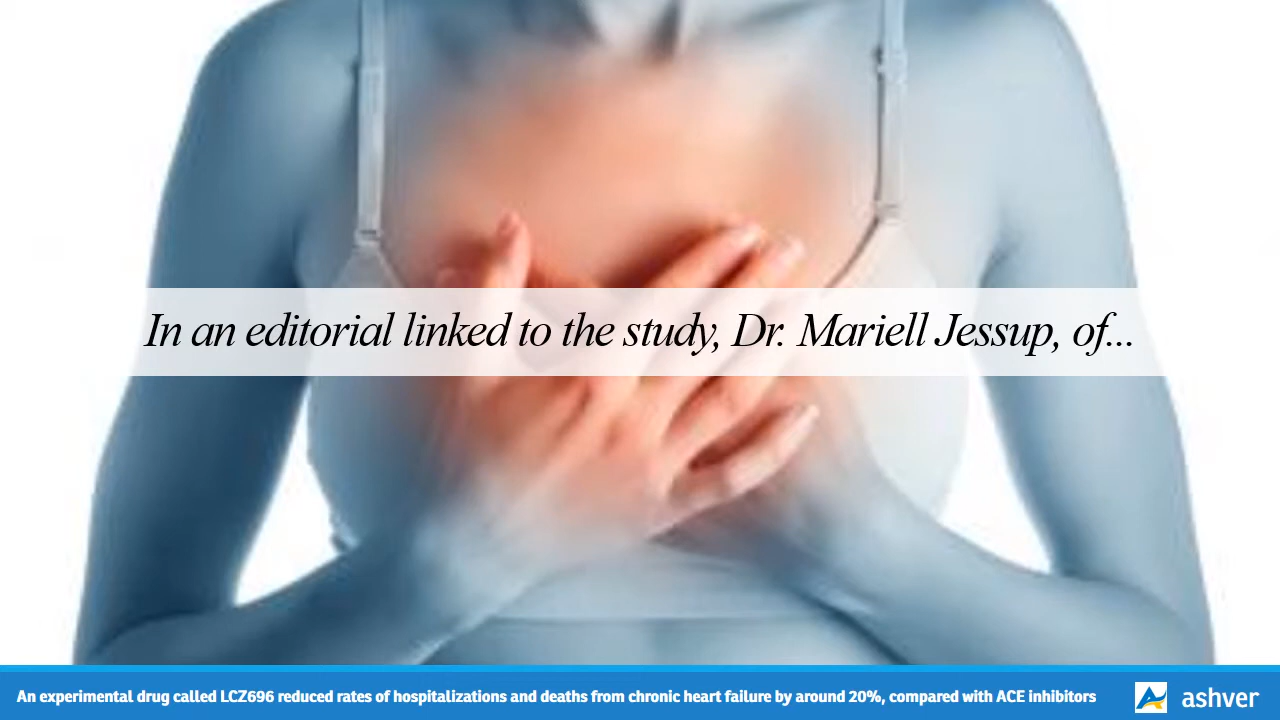 In an editorial linked to the study, Dr. Mariell Jessup, of...
An experimental drug called LCZ696 reduced rates of hospitalizations and deaths from chronic heart failure by around 20%, compared with ACE inhibitors
ashver